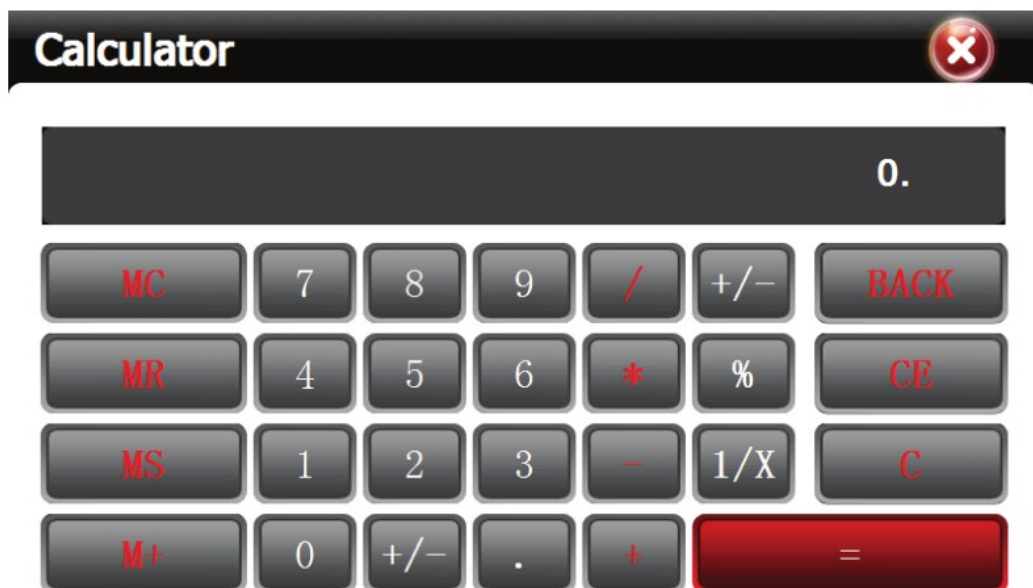 Calculator
0.
MC 7 8 9 / +/- BACK
MR 4 5 6 * % CE
MS 1 2 3 - 1/X C
M+ 0 +/- . + =